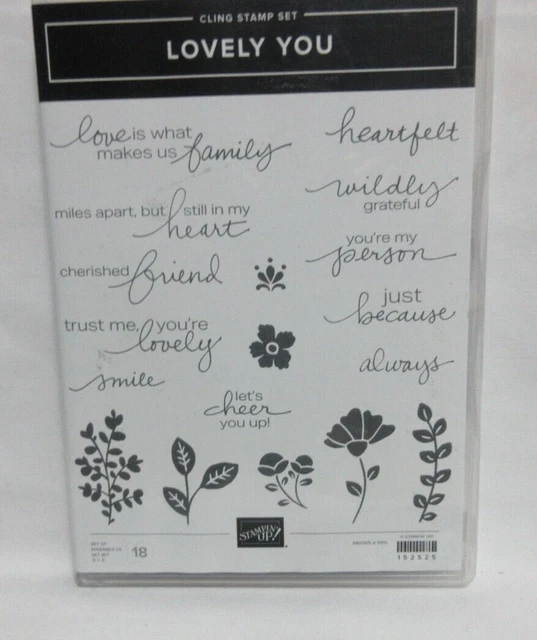 CLING STAMP SET
LOVELY YOU
love is what
makes us family
heartfelt
wildly
grateful
miles apart, but still in my
heart
you're my
person
cherished friend
just
because
trust me, you're
lovely
always
smile
let's
cheer
you up!
STAMPIN' UP!
SET OF
18
152525